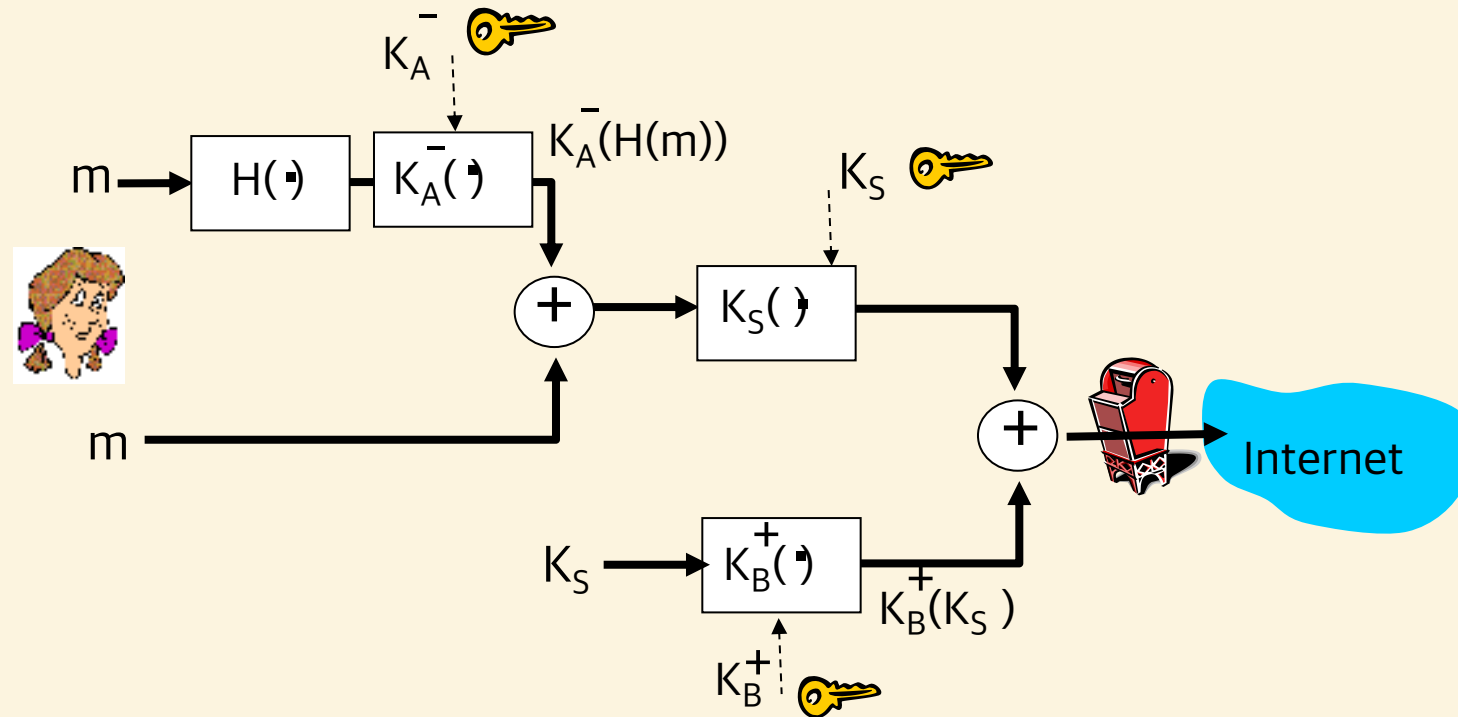 K_A^-
m
H(·)
K_A^-(·)
K_A^-(H(m))
K_S
+
K_S(·)
m
+
Internet
K_S
K_B^+(·)
K_B^+(K_S )
K_B^+